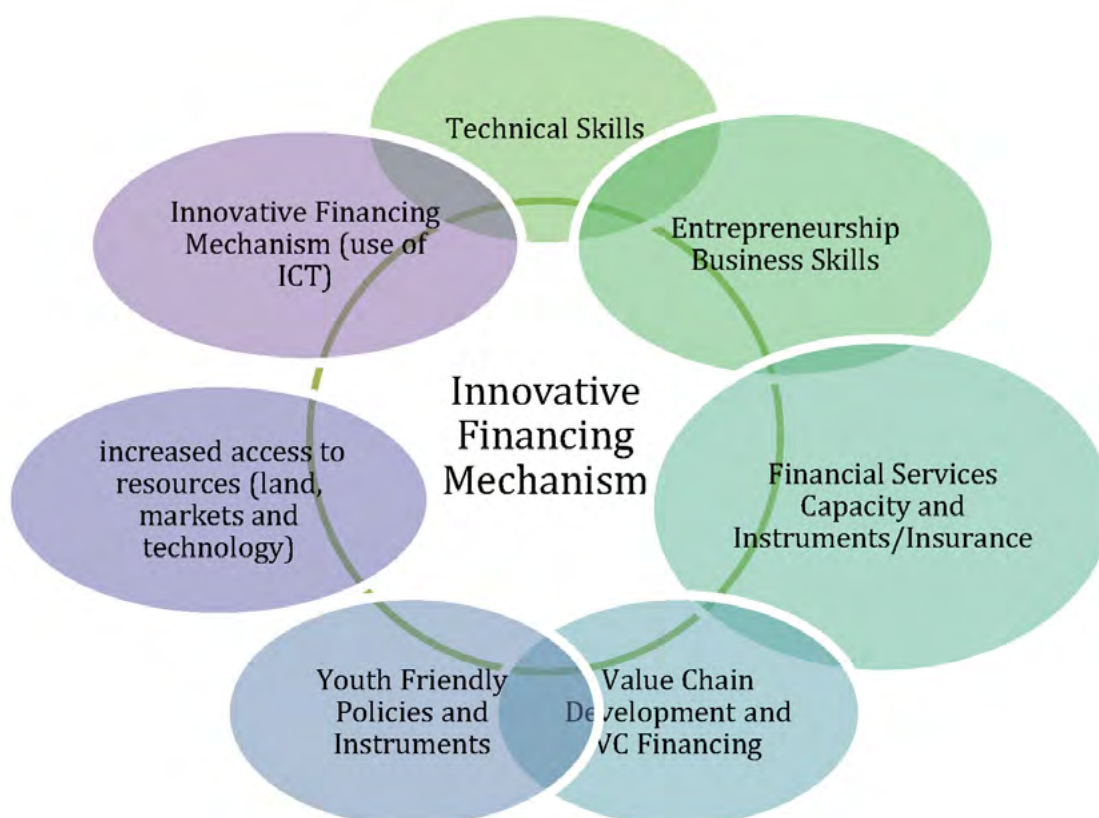 Technical Skills
Entrepreneurship
Business Skills
Financial Services
Capacity and
Instruments/Insurance
Value Chain
Development and
VC Financing
Youth Friendly
Policies and
Instruments
increased access to
resources (land,
markets and
technology)
Innovative Financing
Mechanism (use of
ICT)
Innovative
Financing
Mechanism